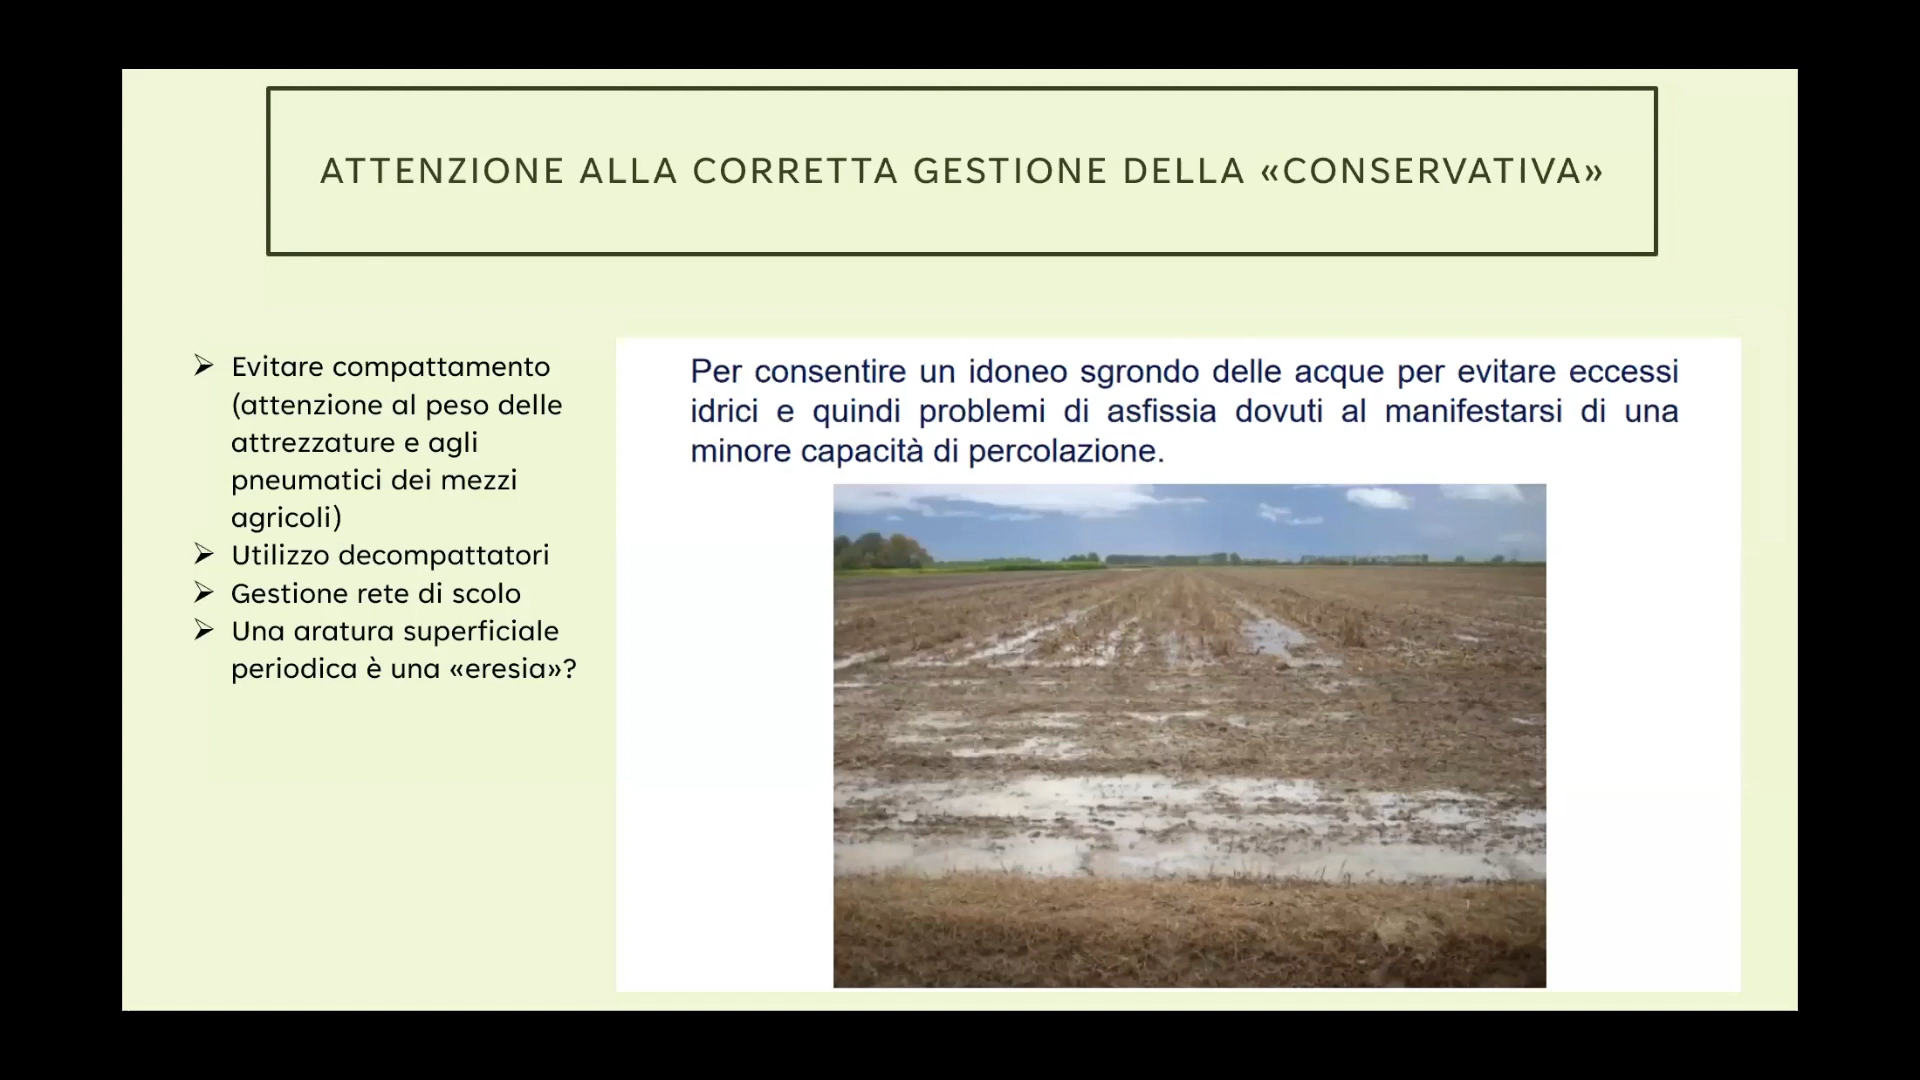 ATTENZIONE ALLA CORRETTA GESTIONE DELLA «CONSERVATIVA»
➢ Evitare compattamento
(attenzione al peso delle
attrezzature e agli
pneumatici dei mezzi
agricoli)
➢ Utilizzo decompattatori
➢ Gestione rete di scolo
➢ Una aratura superficiale
periodica è una «eresia»?
Per consentire un idoneo sgrondo delle acque per evitare eccessi
idrici e quindi problemi di asfissia dovuti al manifestarsi di una
minore capacità di percolazione.